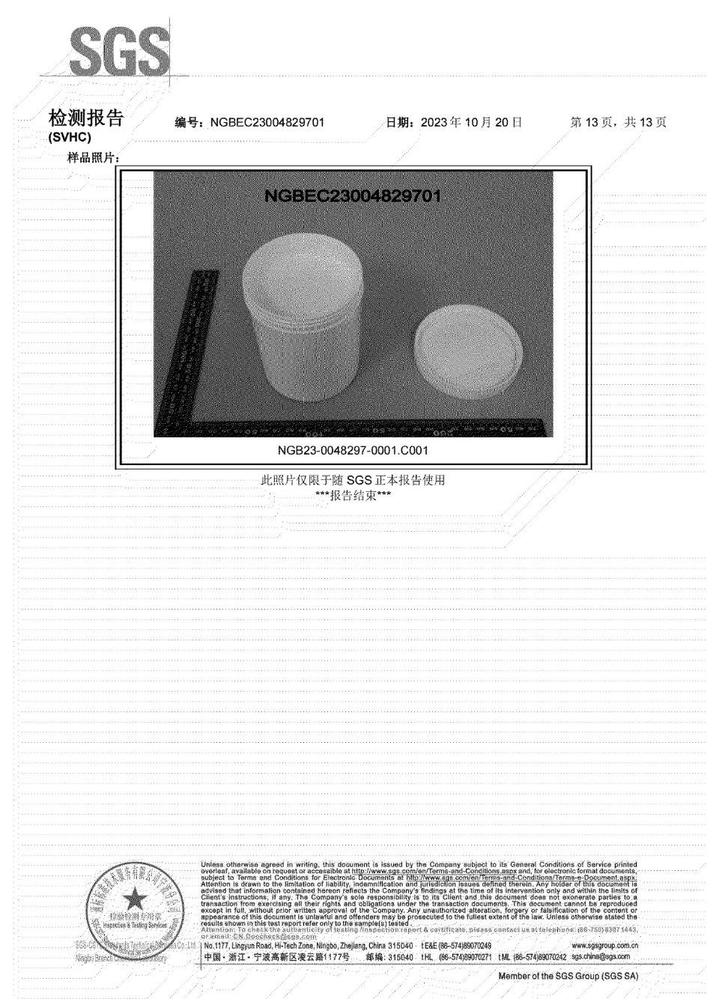 SGS
检测报告
(SVHC)
编号: NGBEC23004829701
日期: 2023 年 10 月 20 日
第 13 页, 共 13 页
样品照片:
NGBEC23004829701
NGB23-0048297-0001.C001
此照片仅限于随 SGS 正本报告使用
***报告结束***
检验检测专用章
Inspection & Testing Services
Unless otherwise agreed in writing, this document is issued by the Company subject to its General Conditions of Service printed
overleaf, available on request or accessible at http://www.sgs.com/en/Terms-and-Conditions.aspx and, for electronic format documents,
subject to Terms and Conditions for Electronic Documents at http://www.sgs.com/en/Terms-and-Conditions/Terms-e-Document.aspx.
Attention is drawn to the limitation of liability, indemnification and jurisdiction issues defined therein. Any holder of this document is
advised that information contained hereon reflects the Company's findings at the time of its intervention only and within the limits of
Client's instructions, if any. The Company's sole responsibility is to its Client and this document does not exonerate parties to a
transaction from exercising all their rights and obligations under the transaction documents. This document cannot be reproduced
except in full, without prior written approval of the Company. Any unauthorized alteration, forgery or falsification of the content or
appearance of this document is unlawful and offenders may be prosecuted to the fullest extent of the law. Unless otherwise stated the
results shown in this test report refer only to the sample(s) tested.
Attention: To check the authenticity of testing /inspection report & certificate, please contact us at telephone: (86-755) 8307 1443,
or email: CN.Doccheck@sgs.com
No.1177, Lingyun Road, Hi-Tech Zone, Ningbo, Zhejiang, China 315040 t E&E (86-574)89070249 www.sgsgroup.com.cn
中国・浙江・宁波高新区凌云路1177号 邮编: 315040 t HL (86-574)89070271 t ML (86-574)89070242 sgs.china@sgs.com
Member of the SGS Group (SGS SA)